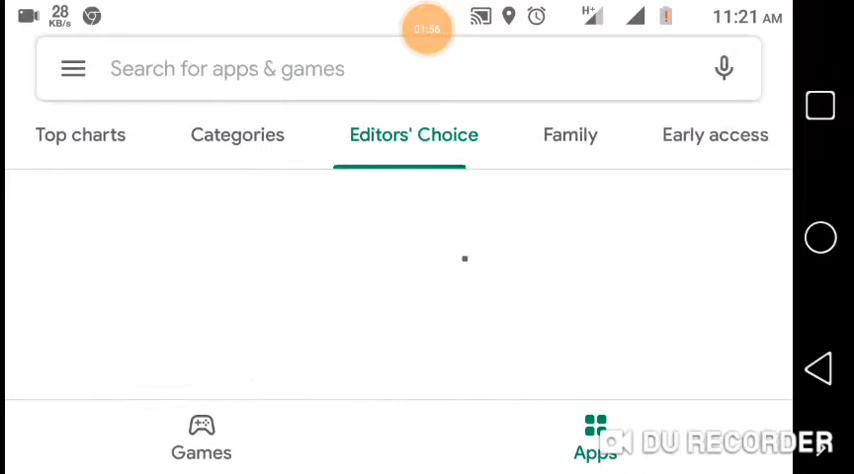 28 KB/s
01:56
H+
11:21 AM
Search for apps & games
Top charts Categories Editors' Choice Family Early access
Games
Apps
DU RECORDER